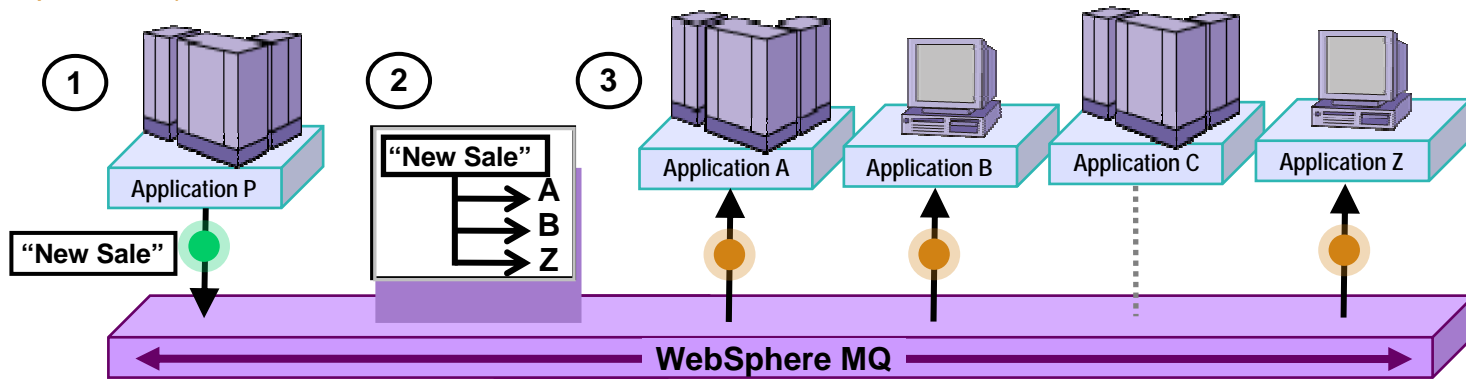 1
Application P
“New Sale”
2
“New Sale”
A
B
Z
3
Application A
Application B
Application C
Application Z
WebSphere MQ